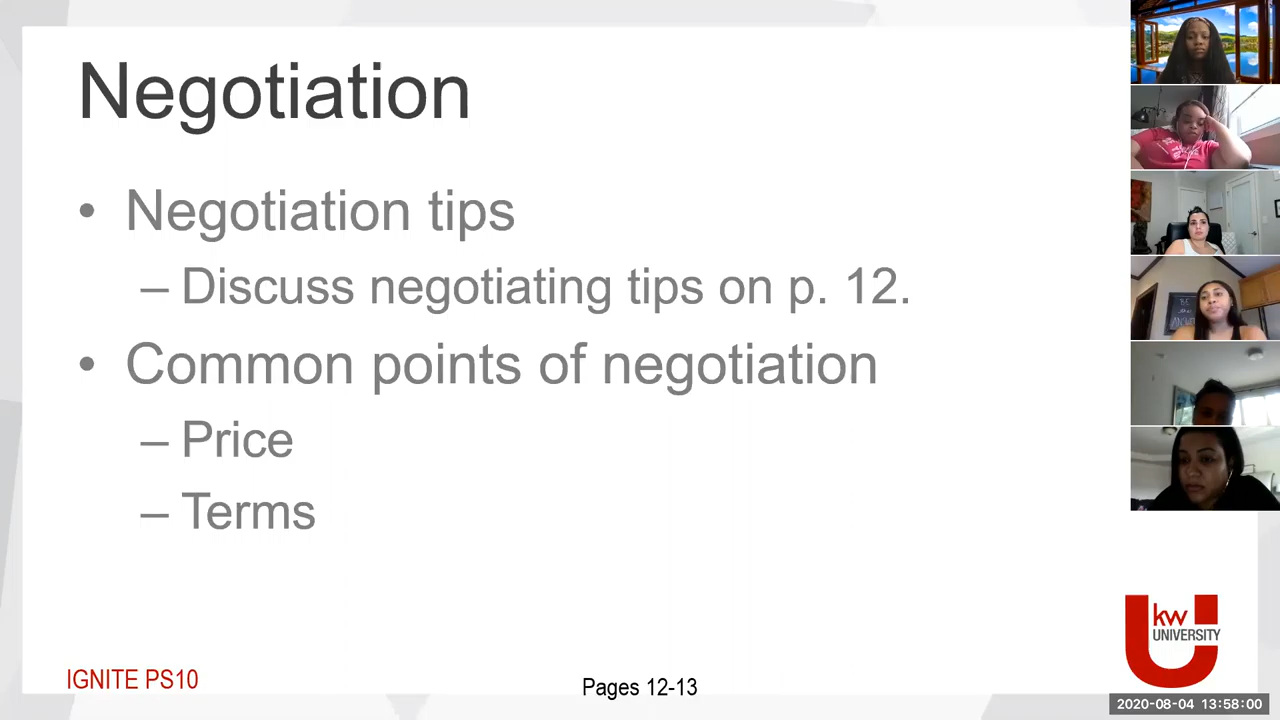 Negotiation
• Negotiation tips
– Discuss negotiating tips on p. 12.
• Common points of negotiation
– Price
– Terms
BE
kw
UNIVERSITY
IGNITE PS10
Pages 12-13
2020-08-04 13:58:00